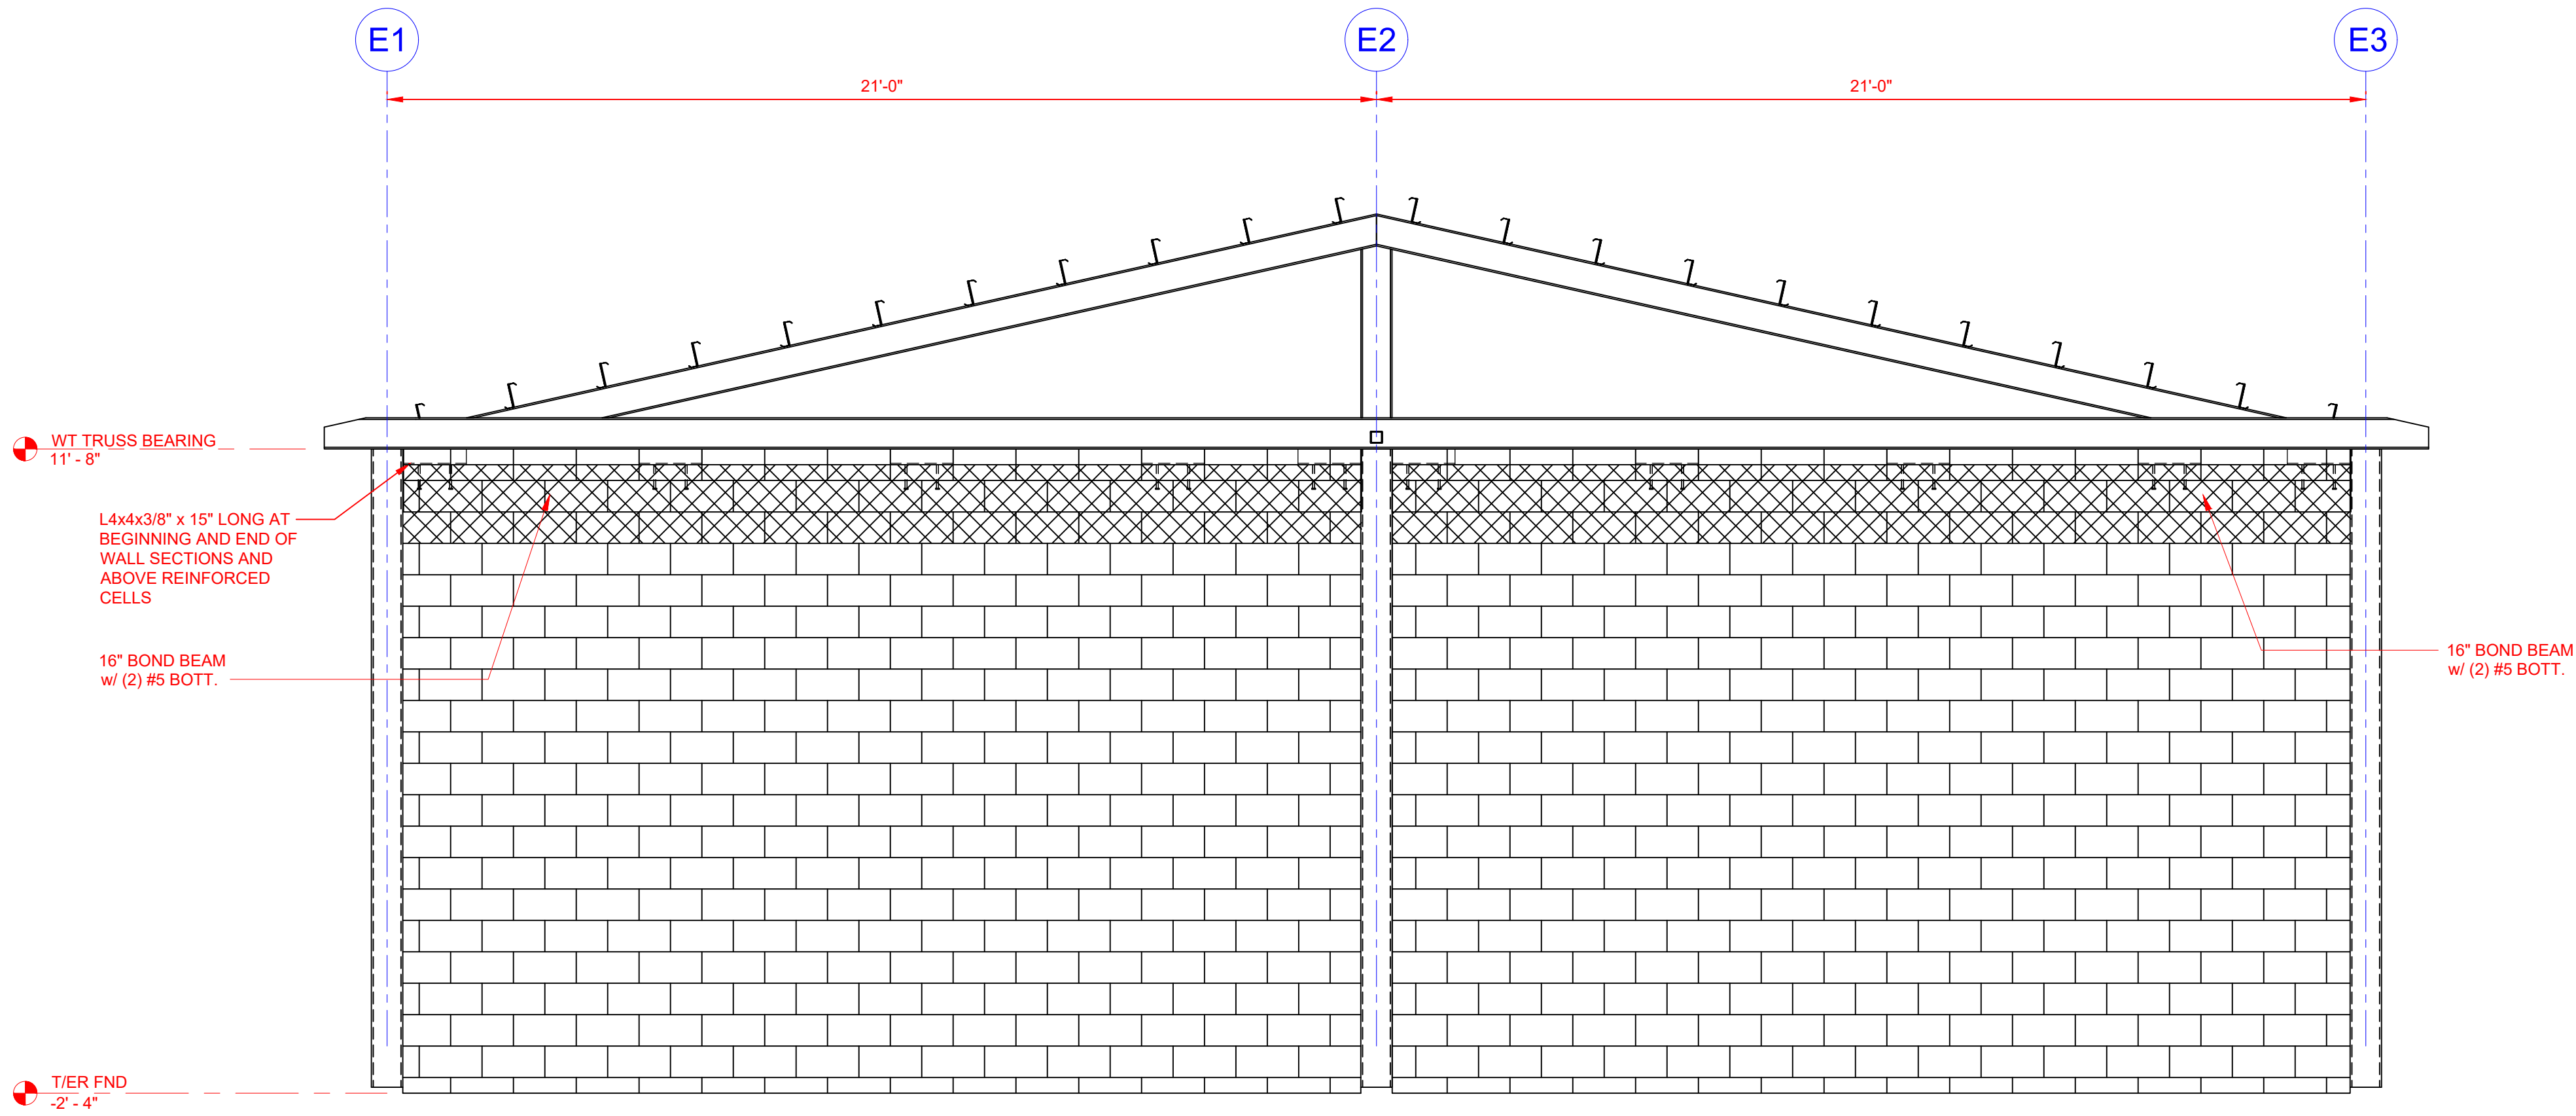 E1 E2 E3
21'-0" 21'-0"
WT TRUSS BEARING
11' - 8"
L4x4x3/8" x 15" LONG AT
BEGINNING AND END OF
WALL SECTIONS AND
ABOVE REINFORCED
CELLS
16" BOND BEAM
w/ (2) #5 BOTT.
16" BOND BEAM
w/ (2) #5 BOTT.
T/ER FND
-2' - 4"